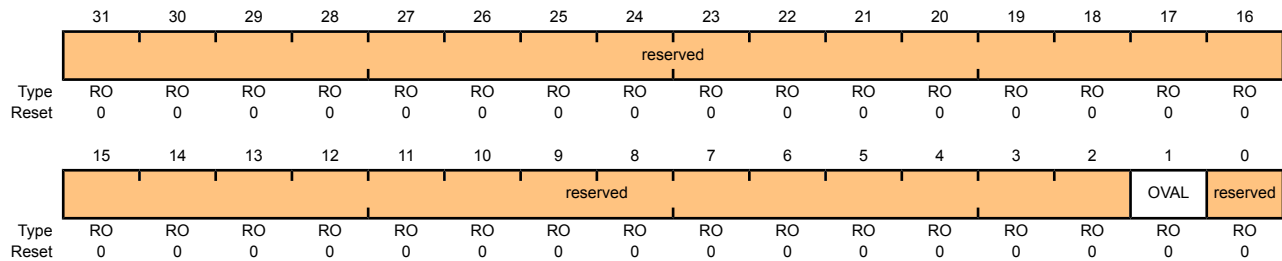 31 30 29 28 27 26 25 24 23 22 21 20 19 18 17 16
reserved
Type RO RO RO RO RO RO RO RO RO RO RO RO RO RO RO RO
Reset 0 0 0 0 0 0 0 0 0 0 0 0 0 0 0 0
15 14 13 12 11 10 9 8 7 6 5 4 3 2 1 0
reserved OVAL reserved
Type RO RO RO RO RO RO RO RO RO RO RO RO RO RO RO RO
Reset 0 0 0 0 0 0 0 0 0 0 0 0 0 0 0 0